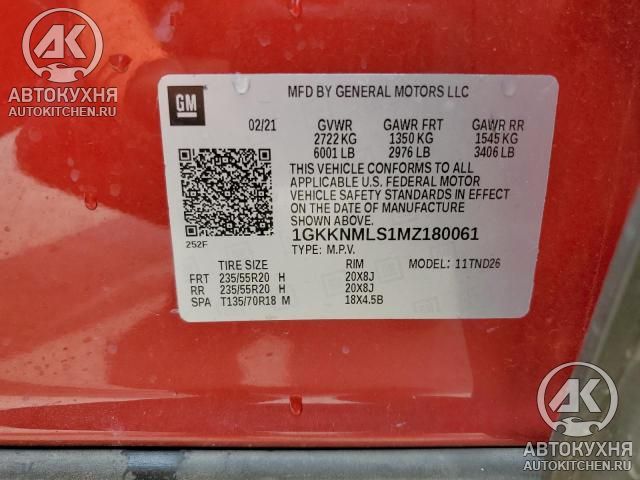 АК
АВТОКУХНЯ
AUTOKITCHEN.RU
GM
MFD BY GENERAL MOTORS LLC
02/21 GVWR GAWR FRT GAWR RR
2722 KG 1350 KG 1545 KG
6001 LB 2976 LB 3406 LB
THIS VEHICLE CONFORMS TO ALL
APPLICABLE U.S. FEDERAL MOTOR
VEHICLE SAFETY STANDARDS IN EFFECT
ON THE DATE OF MANUFACTURE
SHOWN ABOVE.
252F
1GKKNMLS1MZ180061
TYPE: M.P.V.
TIRE SIZE RIM MODEL: 11TND26
FRT 235/55R20 H 20X8J
RR 235/55R20 H 20X8J
SPA T135/70R18 M 18X4.5B
АК
АВТОКУХНЯ
AUTOKITCHEN.RU